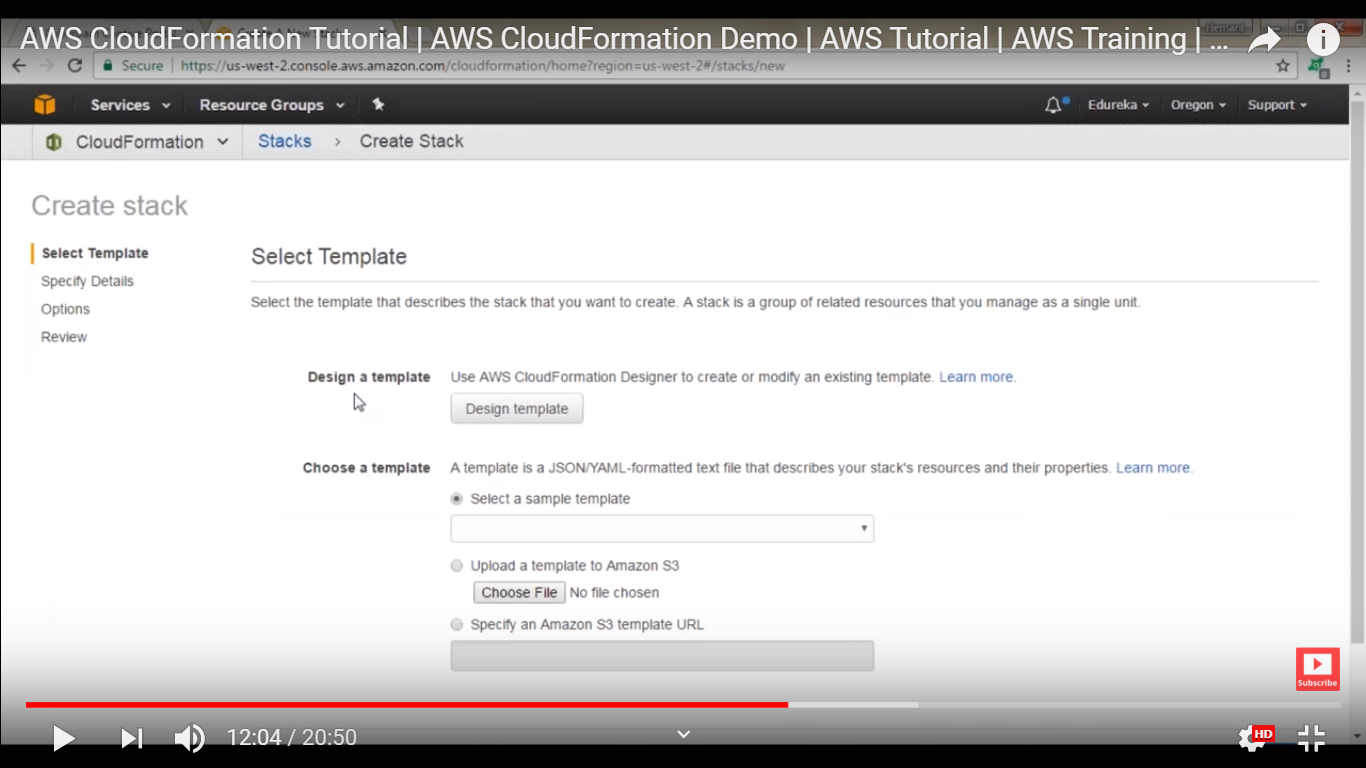 AWS CloudFormation Tutorial | AWS CloudFormation Demo | AWS Tutorial | AWS Training | ...
Secure | https://us-west-2.console.aws.amazon.com/cloudformation/home?region=us-west-2#/stacks/new
Services Resource Groups Edureka Oregon Support
CloudFormation Stacks > Create Stack
Create stack
Select Template
Specify Details
Options
Review
Select Template
Select the template that describes the stack that you want to create. A stack is a group of related resources that you manage as a single unit.
Design a template Use AWS CloudFormation Designer to create or modify an existing template. Learn more.
Design template
Choose a template A template is a JSON/YAML-formatted text file that describes your stack's resources and their properties. Learn more.
Select a sample template
Upload a template to Amazon S3
Choose File No file chosen
Specify an Amazon S3 template URL
Subscribe
12:04 / 20:50
HD